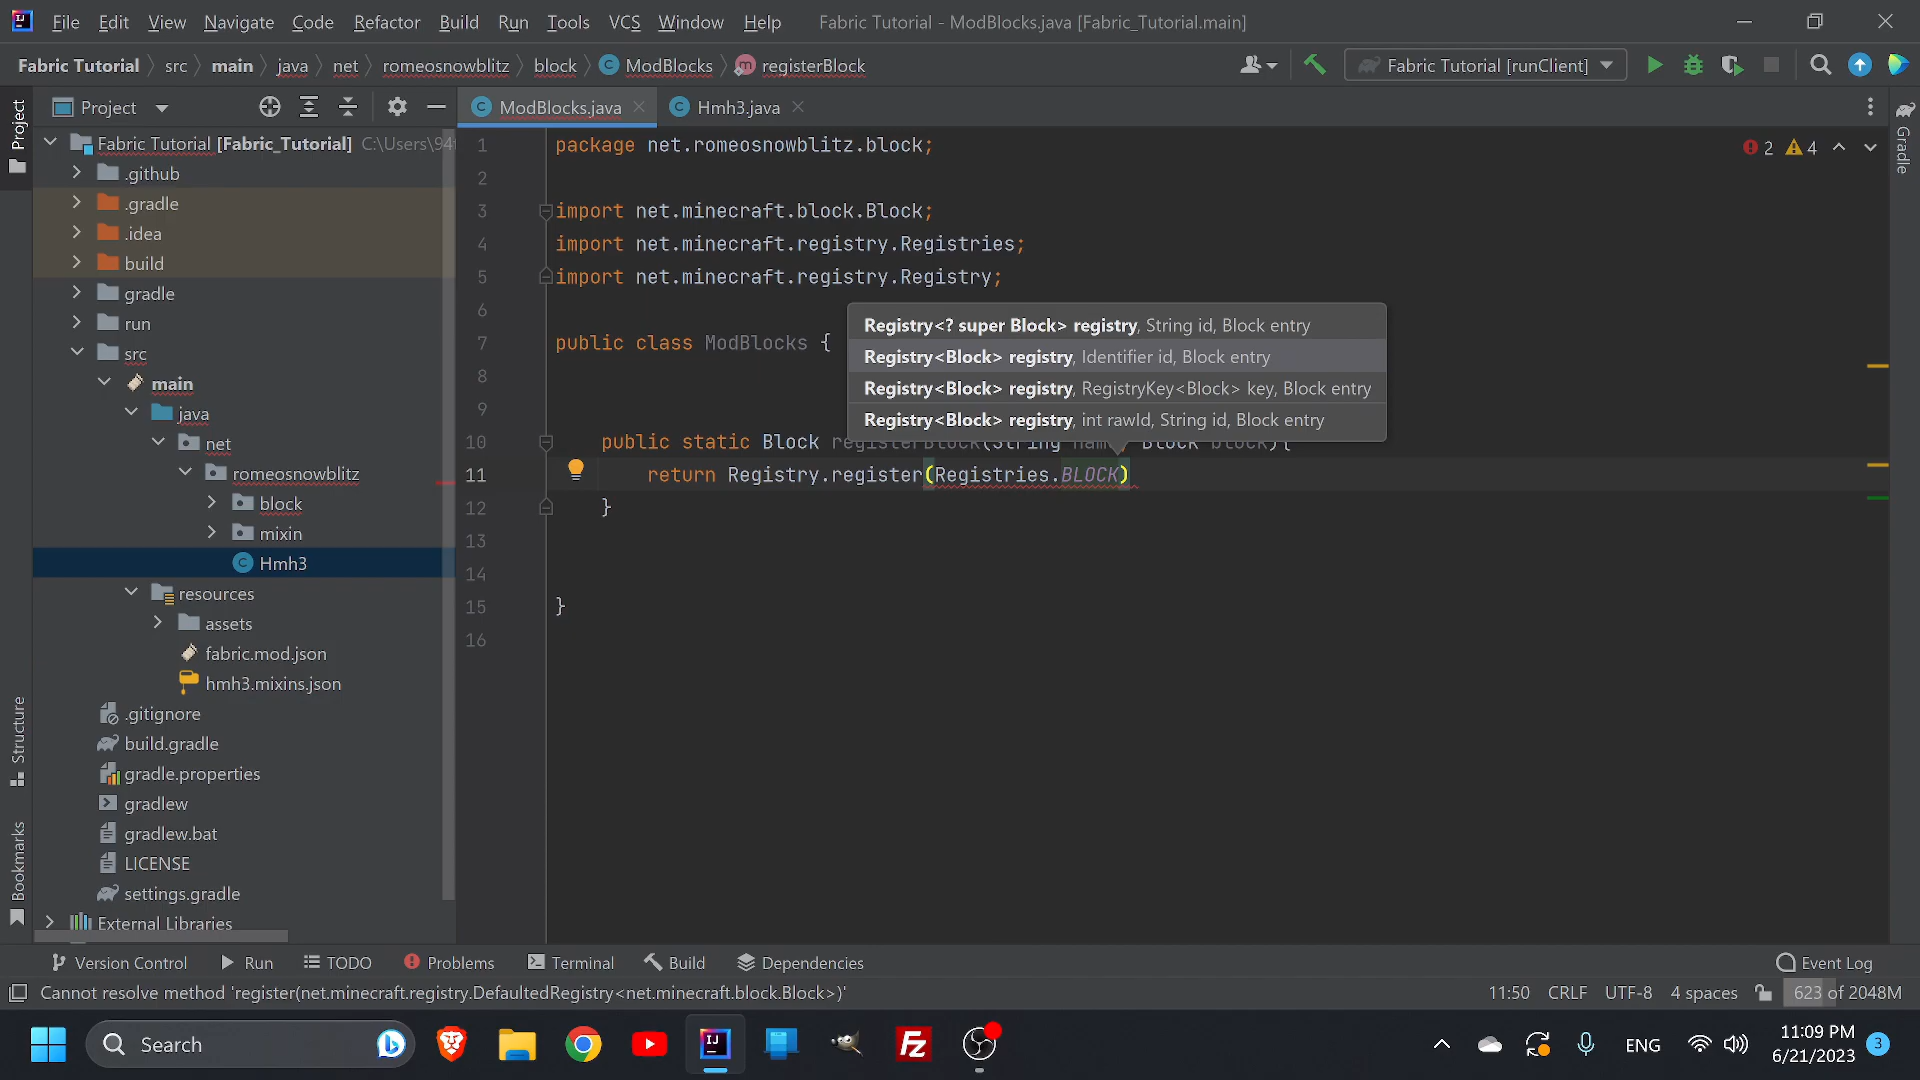 File Edit View Navigate Code Refactor Build Run Tools VCS Window Help Fabric Tutorial - ModBlocks.java [Fabric_Tutorial.main]
Fabric Tutorial src main java net romeosnowblitz block ModBlocks registerBlock Fabric Tutorial [runClient]
Project
Project
ModBlocks.java
Hmh3.java
Gradle
Fabric Tutorial [Fabric_Tutorial] C:\Users\94
.github
.gradle
.idea
build
gradle
run
src
main
java
net
romeosnowblitz
block
mixin
Hmh3
resources
assets
fabric.mod.json
hmh3.mixins.json
.gitignore
build.gradle
gradle.properties
gradlew
gradlew.bat
LICENSE
settings.gradle
External Libraries
Structure
Bookmarks
2 4
1 package net.romeosnowblitz.block;
2
3 import net.minecraft.block.Block;
4 import net.minecraft.registry.Registries;
5 import net.minecraft.registry.Registry;
6
7 public class ModBlocks {
8
9
10 public static Block registerBlock(String name, Block block){
11 return Registry.register(Registries.BLOCK)
12 }
13
14
15 }
16
Registry<? super Block> registry, String id, Block entry
Registry<Block> registry, Identifier id, Block entry
Registry<Block> registry, RegistryKey<Block> key, Block entry
Registry<Block> registry, int rawId, String id, Block entry
Version Control Run TODO Problems Terminal Build Dependencies Event Log
Cannot resolve method 'register(net.minecraft.registry.DefaultedRegistry<net.minecraft.block.Block>)' 11:50 CRLF UTF-8 4 spaces 623 of 2048M
Search
IJ
FZ
ENG
11:09 PM
6/21/2023
3